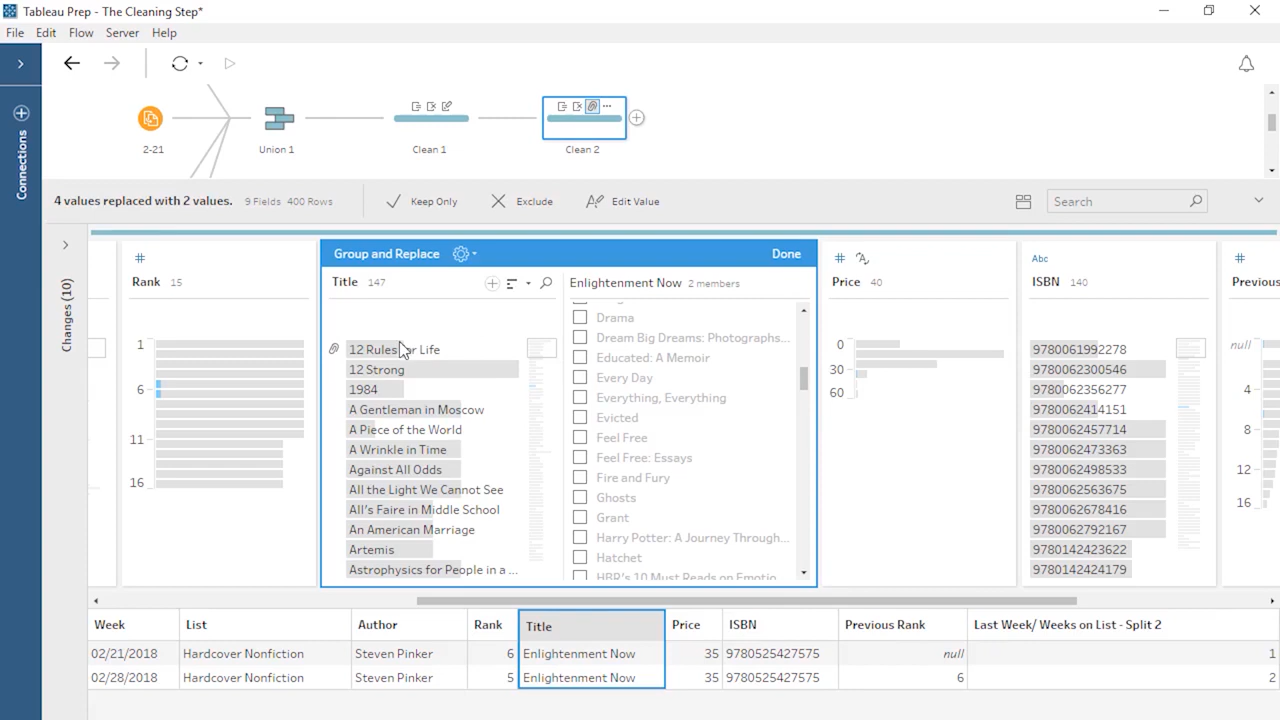 Tableau Prep - The Cleaning Step*
File Edit Flow Server Help
Connections
2-21
Union 1
Clean 1
Clean 2
4 values replaced with 2 values. 9 Fields 400 Rows
Keep Only
Exclude
Edit Value
Search
Changes (10)
#
Rank 15
1
6
11
16
Group and Replace
Done
Title 147
12 Rules for Life
12 Strong
1984
A Gentleman in Moscow
A Piece of the World
A Wrinkle in Time
Against All Odds
All the Light We Cannot See
All's Faire in Middle School
An American Marriage
Artemis
Astrophysics for People in a ...
Enlightenment Now 2 members
Drama
Dream Big Dreams: Photographs...
Educated: A Memoir
Every Day
Everything, Everything
Evicted
Feel Free
Feel Free: Essays
Fire and Fury
Ghosts
Grant
Harry Potter: A Journey Through...
Hatchet
HBR's 10 Must Reads on Emotio
#
Price 40
0
30
60
Abc
ISBN 140
9780061992278
9780062300546
9780062356277
9780062414151
9780062457714
9780062473363
9780062498533
9780062563675
9780062678416
9780062792167
9780142423622
9780142424179
#
Previous
null
4
8
12
16
Week List Author Rank Title Price ISBN Previous Rank Last Week/ Weeks on List - Split 2
02/21/2018 Hardcover Nonfiction Steven Pinker 6 Enlightenment Now 35 9780525427575 null 1
02/28/2018 Hardcover Nonfiction Steven Pinker 5 Enlightenment Now 35 9780525427575 6 2